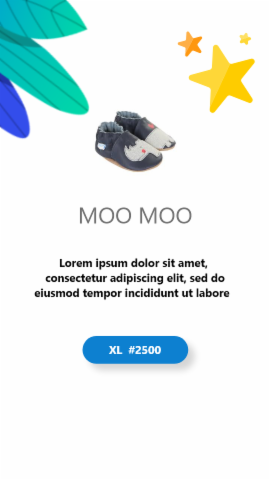 MOO MOO
Lorem ipsum dolor sit amet,
consectetur adipiscing elit, sed do
eiusmod tempor incididunt ut labore
XL #2500